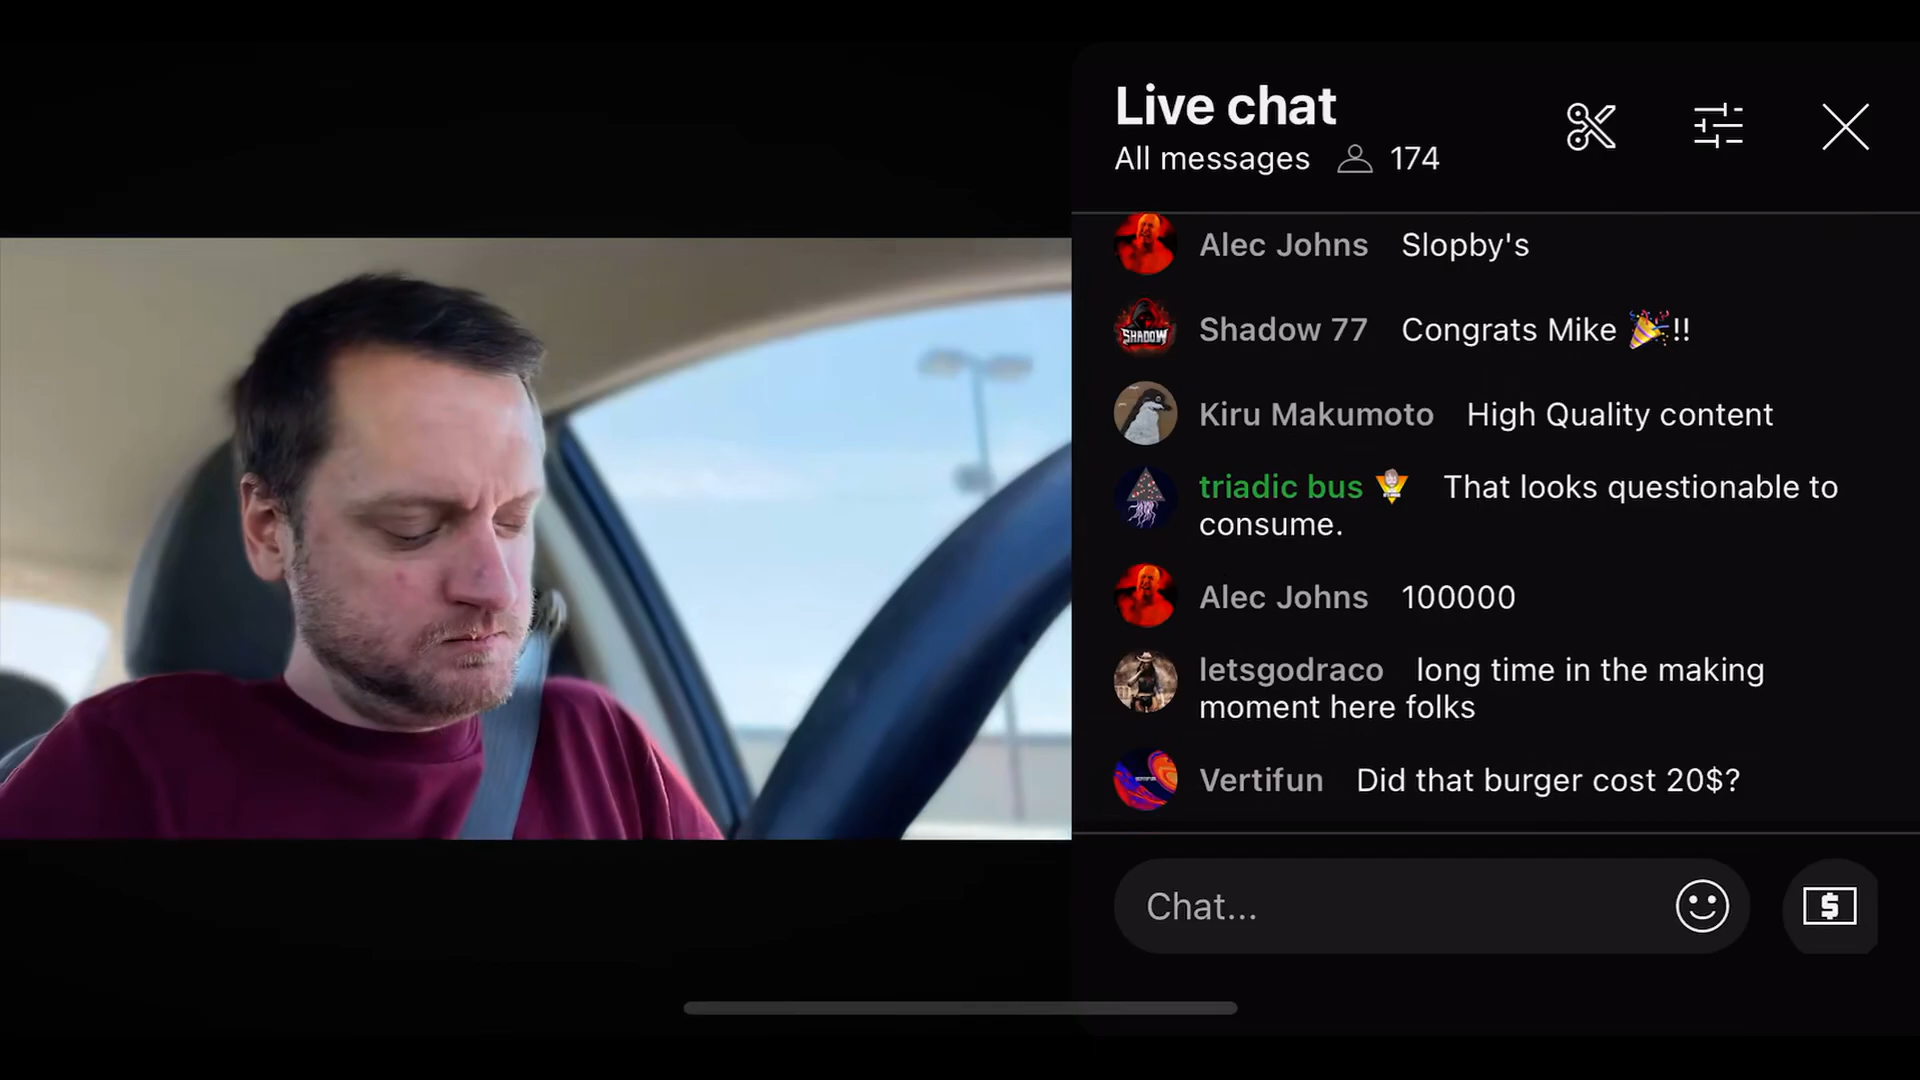 Live chat
All messages 174
Alec Johns Slopby's
SHADOW
Shadow 77 Congrats Mike 🎉!!
Kiru Makumoto High Quality content
triadic bus That looks questionable to
consume.
Alec Johns 100000
letsgodraco long time in the making
moment here folks
Vertifun Did that burger cost 20$?
Chat...
$